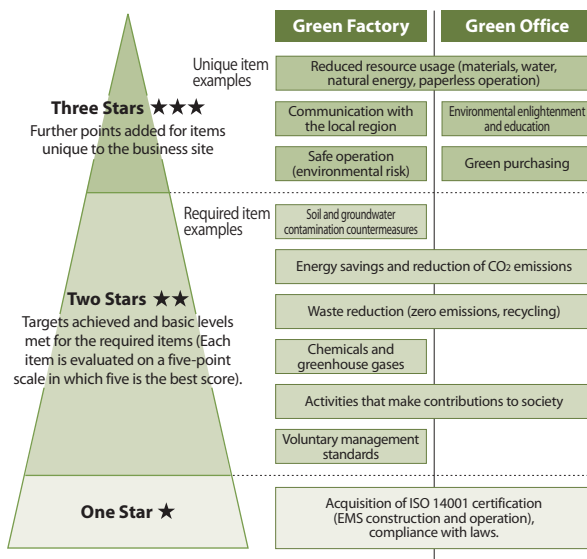 Green Factory
Green Office
Unique item
examples
Reduced resource usage (materials, water,
natural energy, paperless operation)
Three Stars ★★★
Further points added for items
unique to the business site
Communication with
the local region
Environmental enlightenment
and education
Safe operation
(environmental risk)
Green purchasing
Required item
examples
Soil and groundwater
contamination countermeasures
Energy savings and reduction of CO₂ emissions
Two Stars ★★
Targets achieved and basic levels
met for the required items (Each
item is evaluated on a five-point
scale in which five is the best score).
Waste reduction (zero emissions, recycling)
Chemicals and
greenhouse gases
Activities that make contributions to society
Voluntary management
standards
One Star ★
Acquisition of ISO 14001 certification
(EMS construction and operation),
compliance with laws.